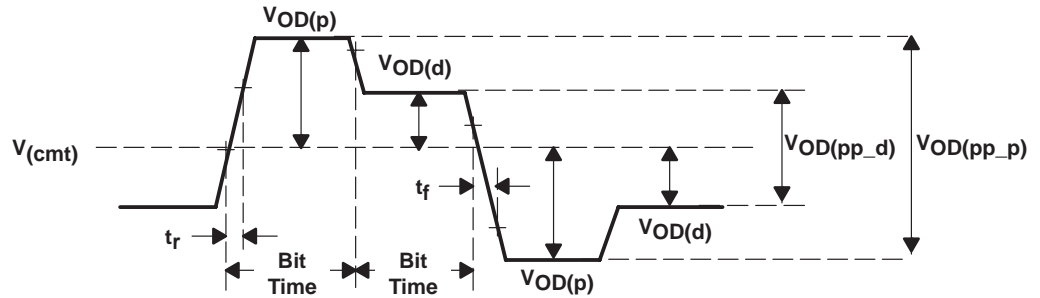 VOD(p)
VOD(d)
V(cmt)
VOD(pp_d)
VOD(pp_p)
tf
VOD(d)
tr
Bit
Time
Bit
Time
VOD(p)